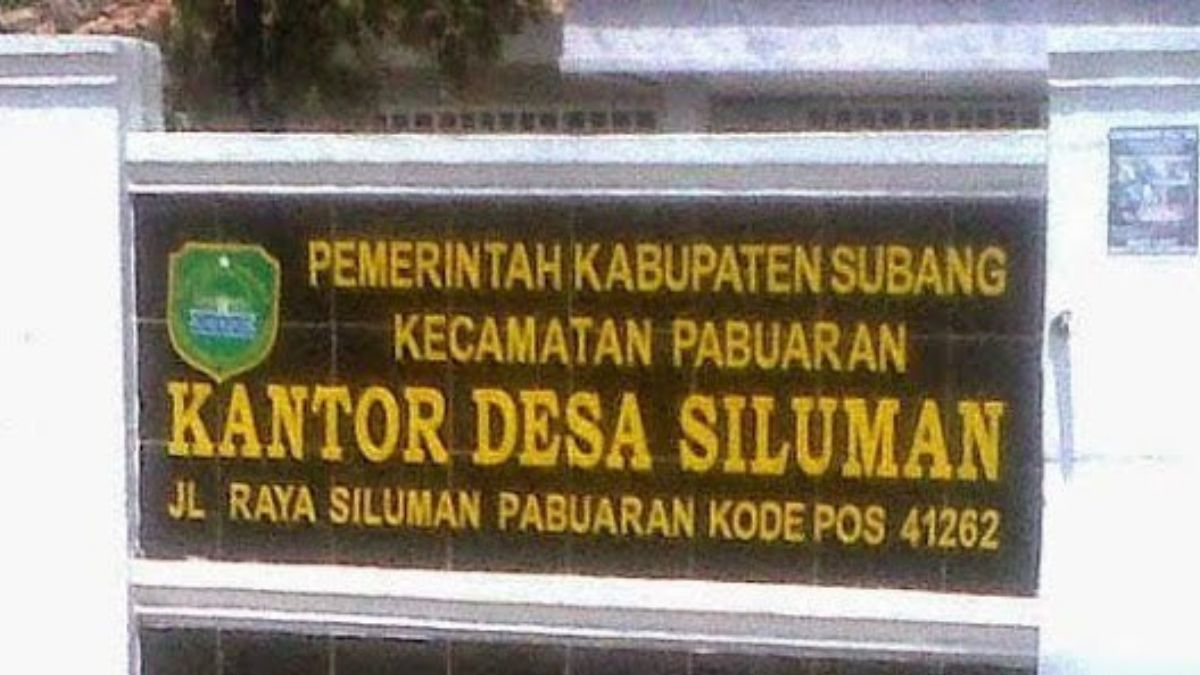 PEMERINTAH KABUPATEN SUBANG
KECAMATAN PABUARAN
KANTOR DESA SILUMAN
JL RAYA SILUMAN PABUARAN KODE POS 41262